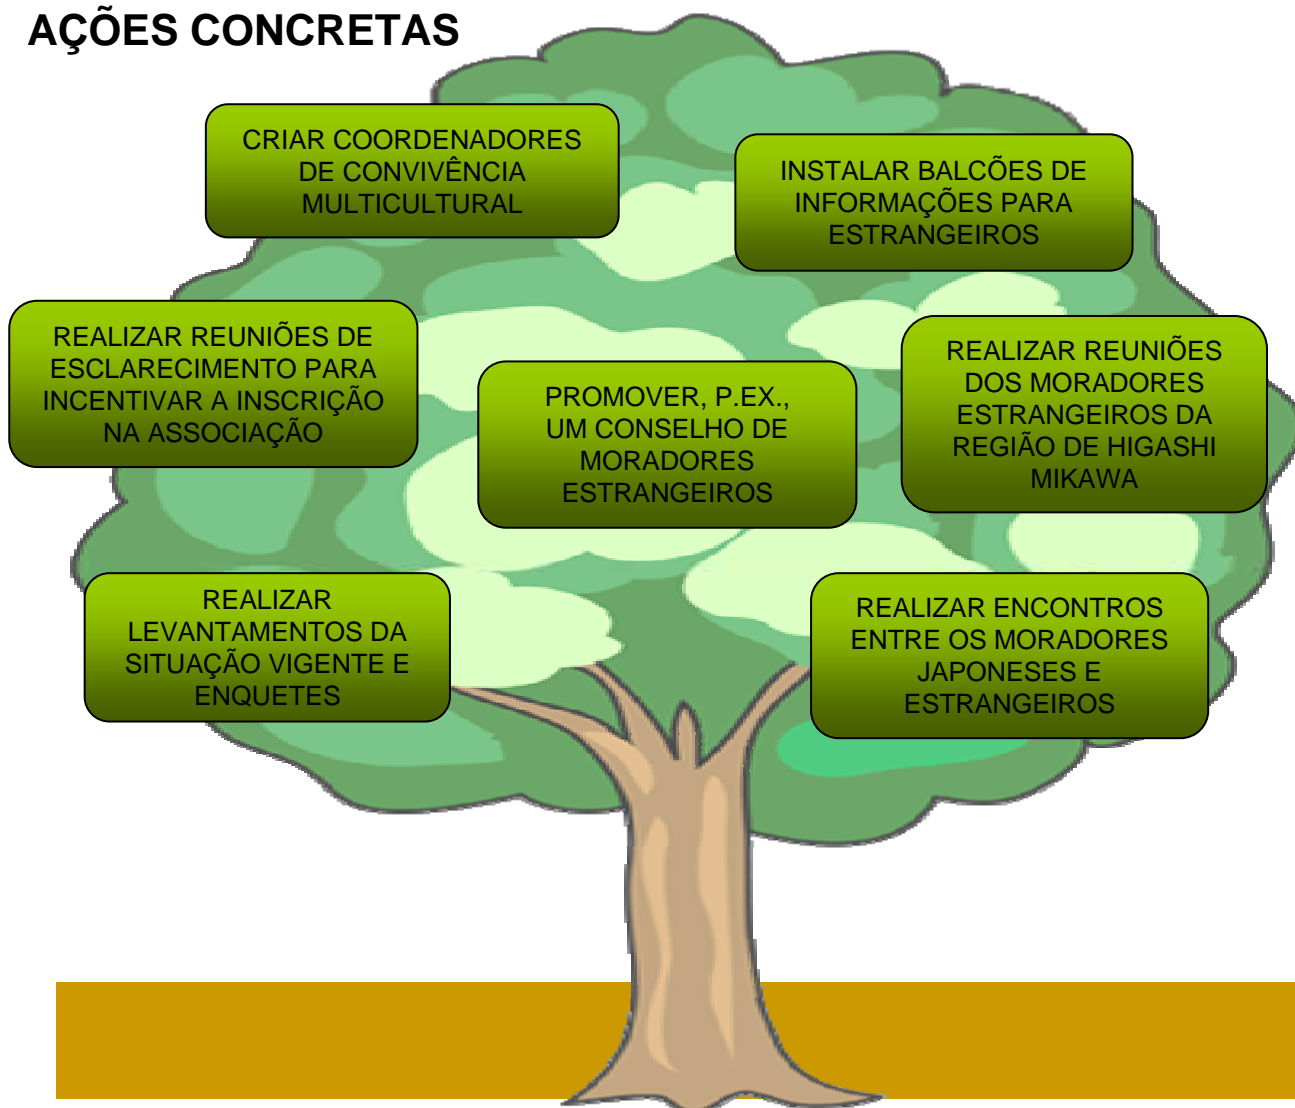 AÇÕES CONCRETAS
CRIAR COORDENADORES
DE CONVIVÊNCIA
MULTICULTURAL
INSTALAR BALCÕES DE
INFORMAÇÕES PARA
ESTRANGEIROS
REALIZAR REUNIÕES DE
ESCLARECIMENTO PARA
INCENTIVAR A INSCRIÇÃO
NA ASSOCIAÇÃO
PROMOVER, P.EX.,
UM CONSELHO DE
MORADORES
ESTRANGEIROS
REALIZAR REUNIÕES
DOS MORADORES
ESTRANGEIROS DA
REGIÃO DE HIGASHI
MIKAWA
REALIZAR
LEVANTAMENTOS DA
SITUAÇÃO VIGENTE E
ENQUETES
REALIZAR ENCONTROS
ENTRE OS MORADORES
JAPONESES E
ESTRANGEIROS